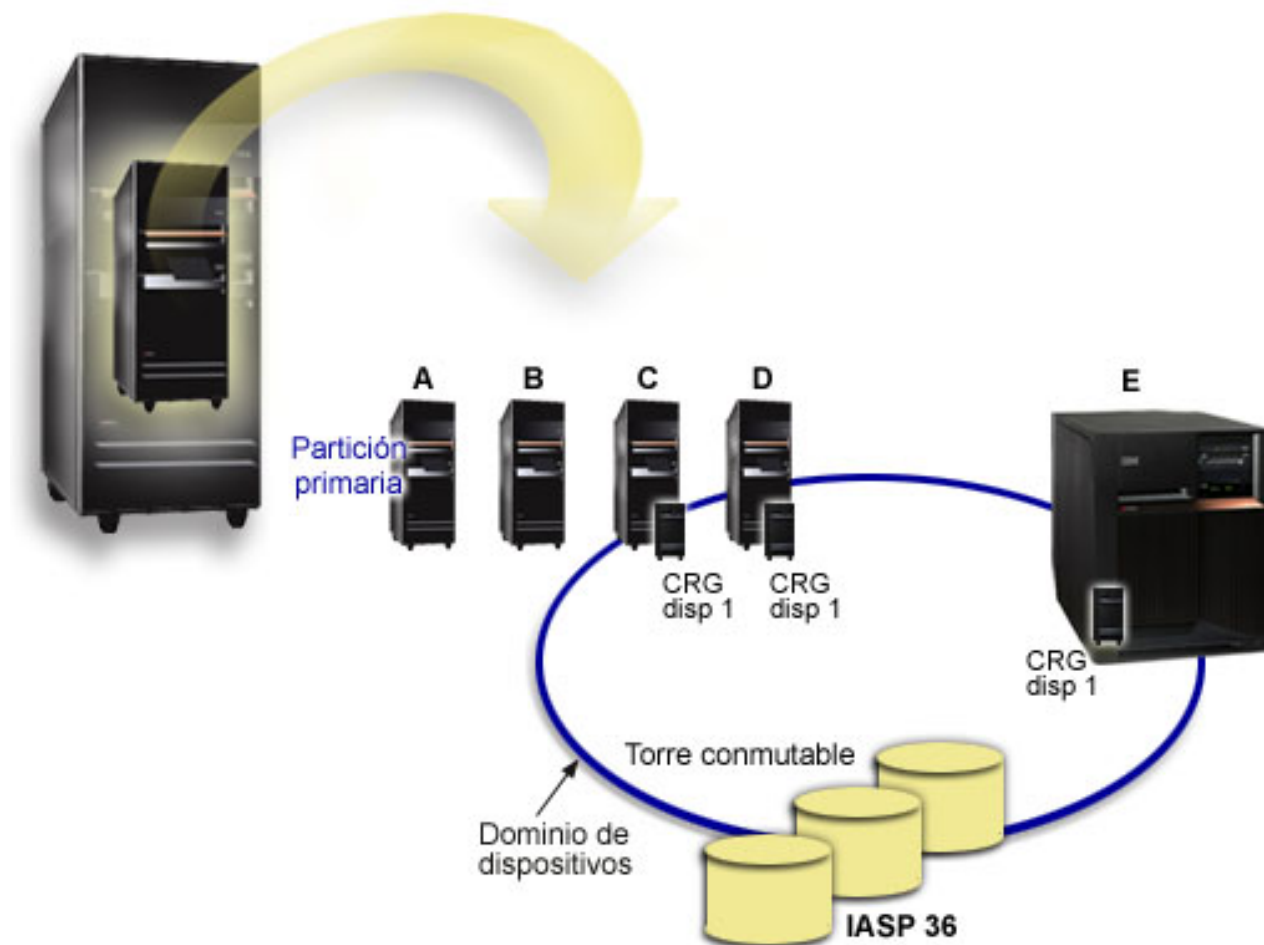 A B C D E
Partición
primaria
CRG
disp 1
CRG
disp 1
CRG
disp 1
Torre conmutable
Dominio de
dispositivos
IASP 36